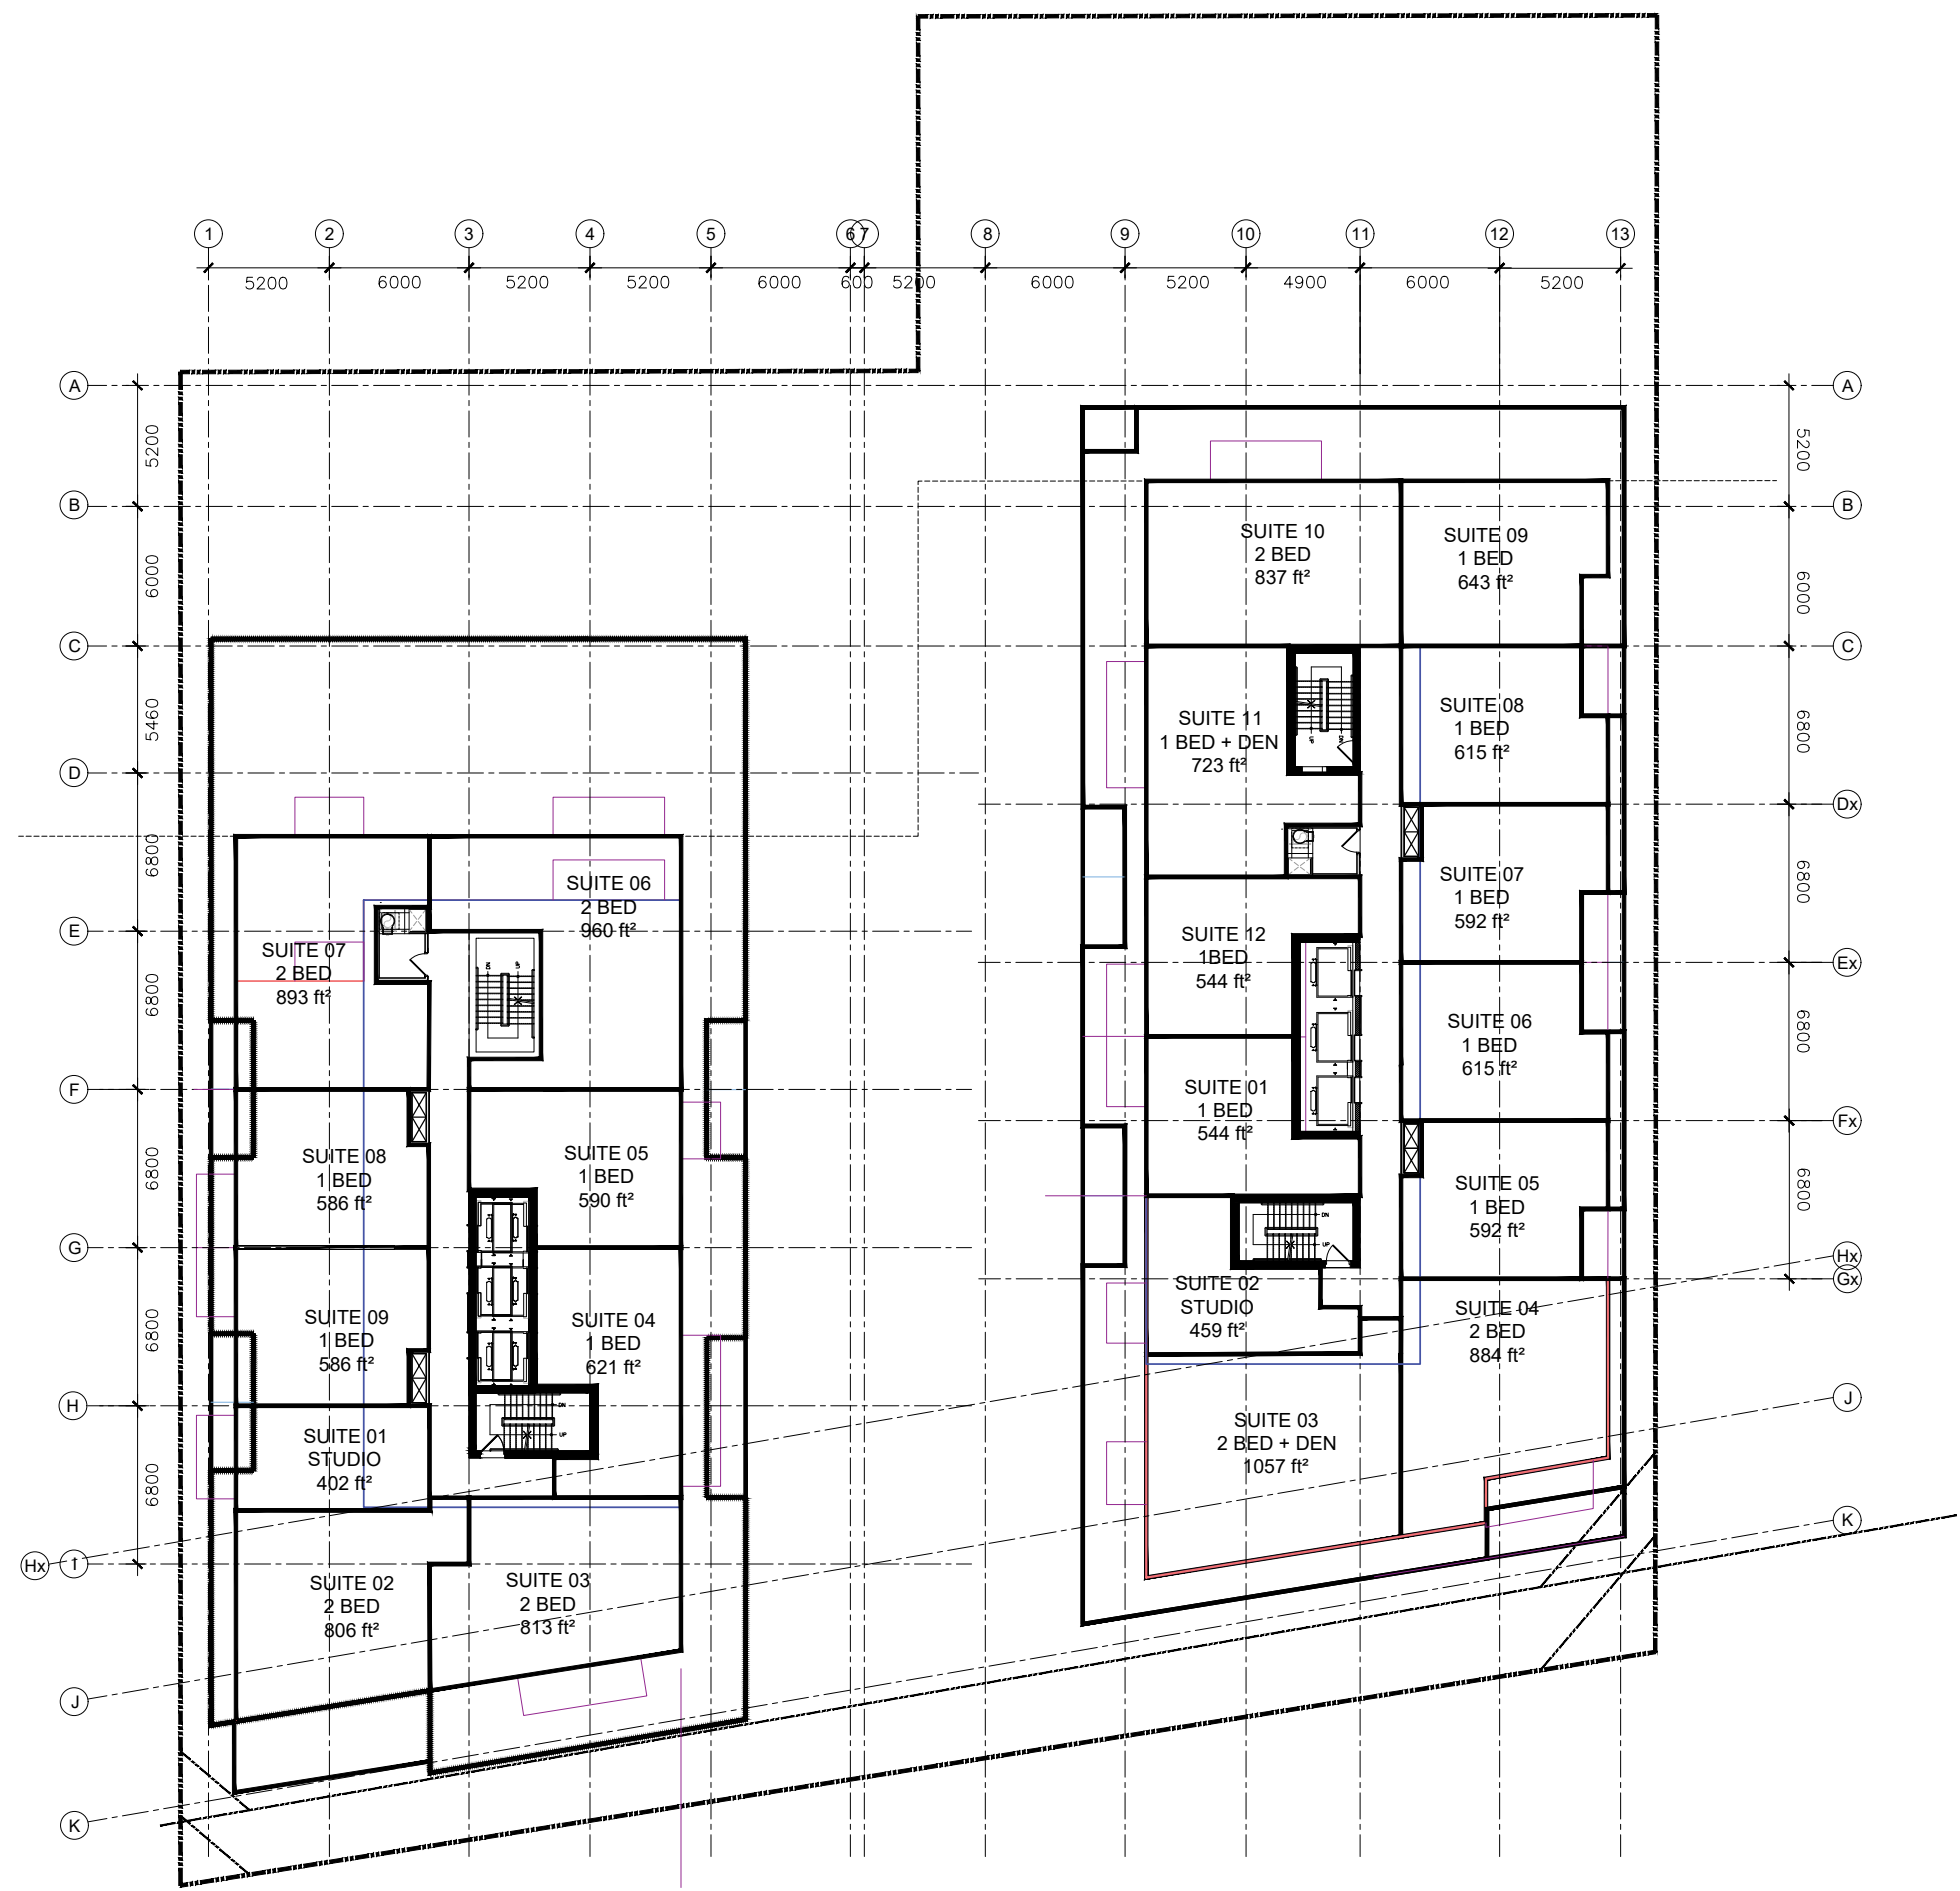 1 2 3 4 5 6 7 8 9 10 11 12 13
5200 6000 5200 5200 6000 600 5200 6000 5200 4900 6000 5200
A
A
5200
5200
B
B
SUITE 10
2 BED
837 ft²
SUITE 09
1 BED
643 ft²
6000
6000
C
C
5460
6800
SUITE 11
1 BED + DEN
723 ft²
UP
DN
SUITE 08
1 BED
615 ft²
D
Dx
6800
6800
SUITE 06
2 BED
960 ft²
SUITE 07
1 BED
592 ft²
E
SUITE 07
2 BED
893 ft²
DN
UP
SUITE 12
1BED
544 ft²
Ex
6800
6800
SUITE 06
1 BED
615 ft²
F
SUITE 01
1 BED
544 ft²
Fx
6800
6800
SUITE 08
1 BED
586 ft²
SUITE 05
1 BED
590 ft²
SUITE 05
1 BED
592 ft²
DN
UP
G
Hx
Gx
SUITE 02
STUDIO
459 ft²
SUITE 04
2 BED
884 ft²
6800
SUITE 09
1 BED
586 ft²
SUITE 04
1 BED
621 ft²
H
J
DN
UP
SUITE 01
STUDIO
402 ft²
SUITE 03
2 BED + DEN
1057 ft²
6800
K
Hx
1
SUITE 02
2 BED
806 ft²
SUITE 03
2 BED
813 ft²
J
K